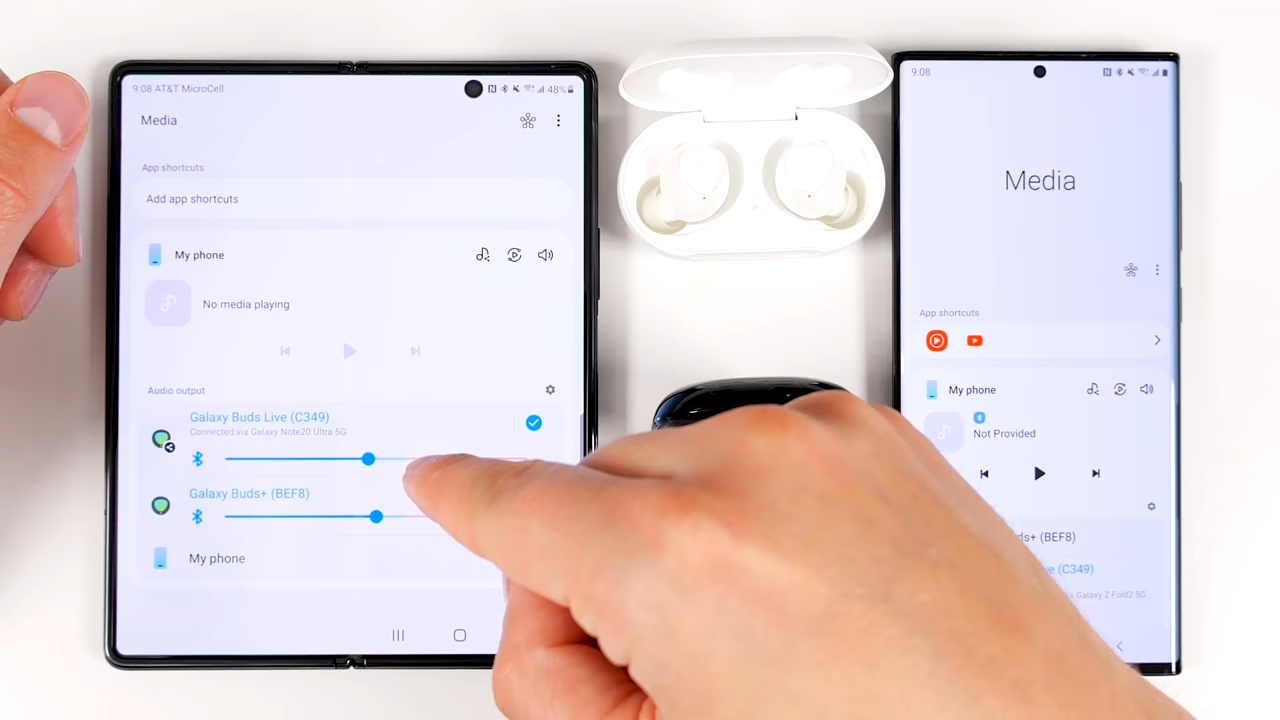 9:08 AT&T MicroCell
48%
Media
App shortcuts
Add app shortcuts
My phone
No media playing
Audio output
Galaxy Buds Live (C349)
Connected via Galaxy Note20 Ultra 5G
Galaxy Buds+ (BEF8)
My phone
9:08
Media
App shortcuts
My phone
Not Provided
ds+ (BEF8)
e (C349)
s Galaxy Z Fold2 5G